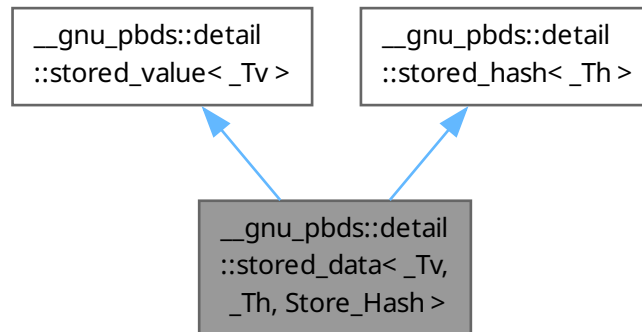 __gnu_pbds::detail
::stored_value< _Tv >
__gnu_pbds::detail
::stored_hash< _Th >
__gnu_pbds::detail
::stored_data< _Tv,
_Th, Store_Hash >